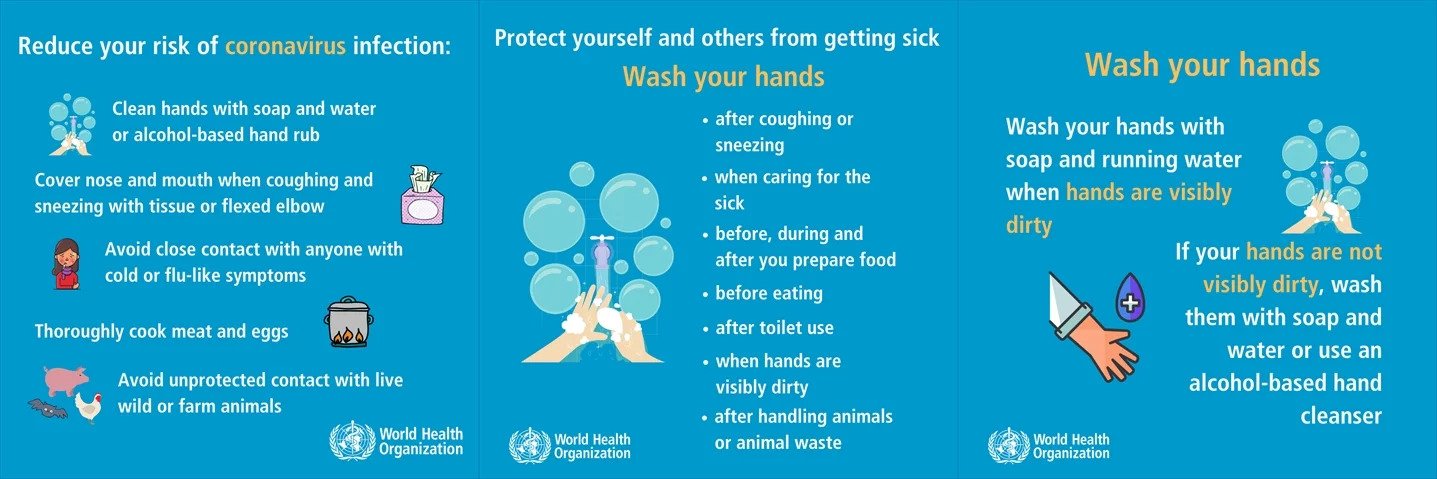 Reduce your risk of coronavirus infection:
Clean hands with soap and water
or alcohol-based hand rub
Cover nose and mouth when coughing and
sneezing with tissue or flexed elbow
Avoid close contact with anyone with
cold or flu-like symptoms
Thoroughly cook meat and eggs
Avoid unprotected contact with live
wild or farm animals
World Health
Organization
Protect yourself and others from getting sick
Wash your hands
• after coughing or
sneezing
• when caring for the
sick
• before, during and
after you prepare food
• before eating
• after toilet use
• when hands are
visibly dirty
• after handling animals
or animal waste
World Health
Organization
Wash your hands
Wash your hands with
soap and running water
when hands are visibly
dirty
If your hands are not
visibly dirty, wash
them with soap and
water or use an
alcohol-based hand
cleanser
World Health
Organization